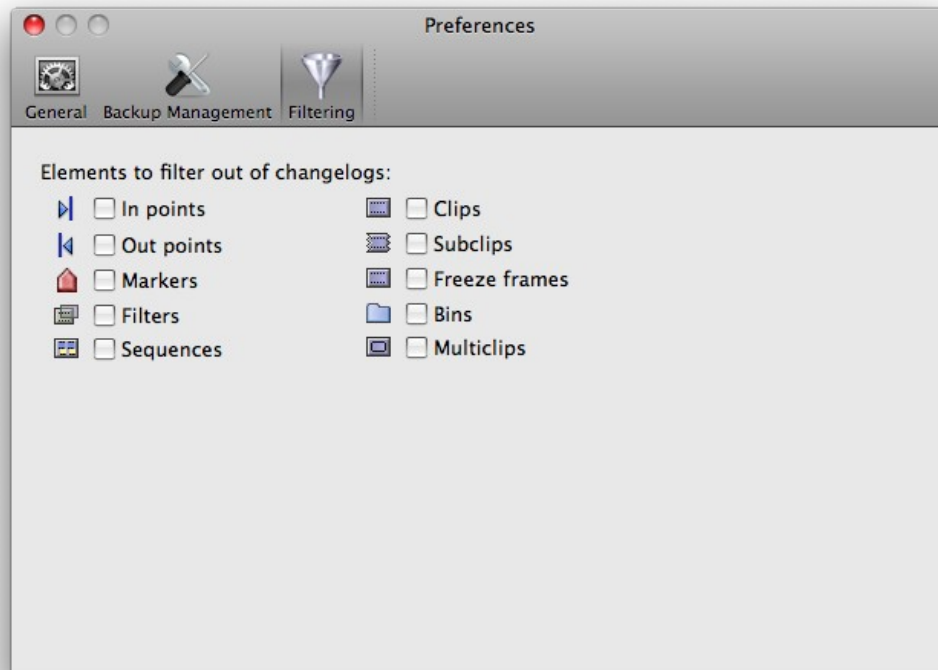 Preferences
General Backup Management Filtering
Elements to filter out of changelogs:
In points
Out points
Markers
Filters
Sequences
Clips
Subclips
Freeze frames
Bins
Multiclips